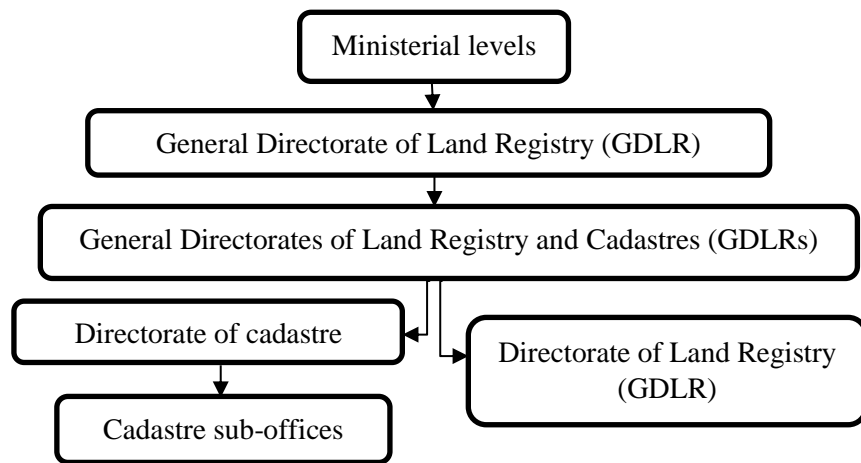 Ministerial levels
General Directorate of Land Registry (GDLR)
General Directorates of Land Registry and Cadastres (GDLRs)
Directorate of cadastre
Directorate of Land Registry
(GDLR)
Cadastre sub-offices